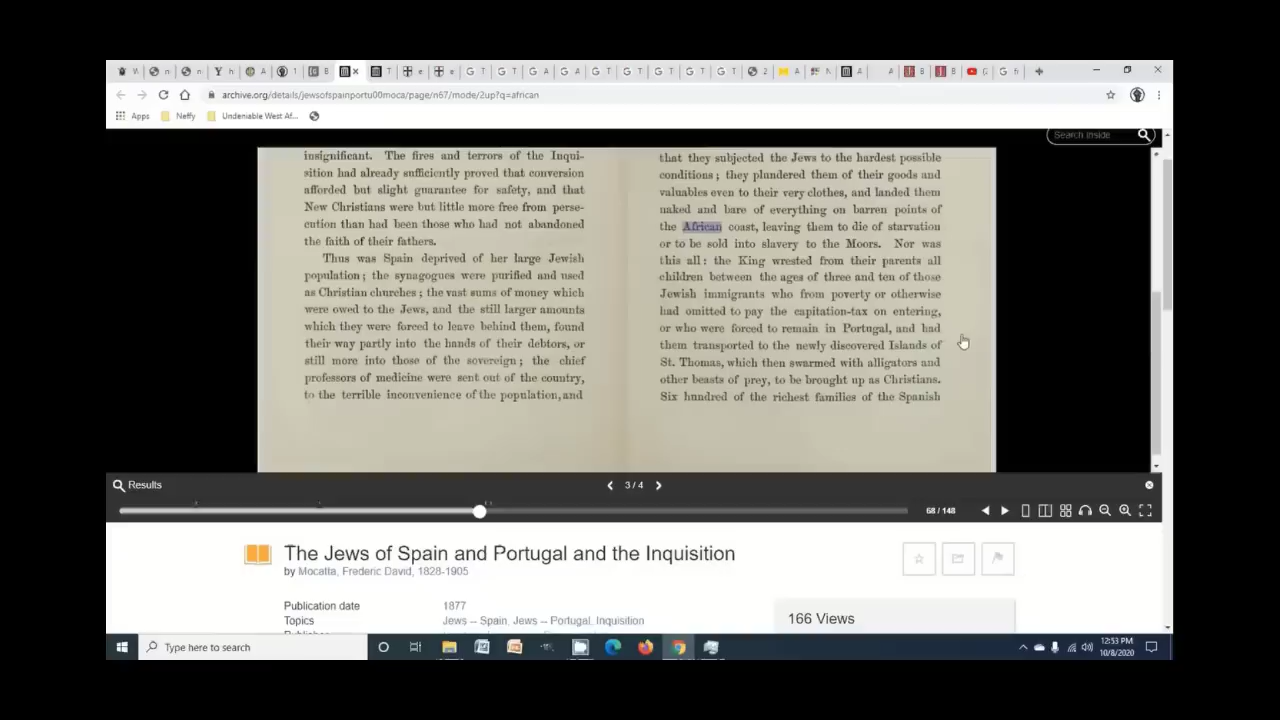 archive.org/details/jewsofspainportu00moca/page/n67/mode/2up?q=african
Apps
Neffy
Undeniable West Af...
Search inside
insignificant. The fires and terrors of the Inqui-
sition had already sufficiently proved that conversion
afforded but slight guarantee for safety, and that
New Christians were but little more free from perse-
cution than had been those who had not abandoned
the faith of their fathers.
Thus was Spain deprived of her large Jewish
population; the synagogues were purified and used
as Christian churches; the vast sums of money which
were owed to the Jews, and the still larger amounts
which they were forced to leave behind them, found
their way partly into the hands of their debtors, or
still more into those of the sovereign; the chief
professors of medicine were sent out of the country,
to the terrible inconvenience of the population, and
that they subjected the Jews to the hardest possible
conditions; they plundered them of their goods and
valuables even to their very clothes, and landed them
naked and bare of everything on barren points of
the African coast, leaving them to die of starvation
or to be sold into slavery to the Moors. Nor was
this all: the King wrested from their parents all
children between the ages of three and ten of those
Jewish immigrants who from poverty or otherwise
had omitted to pay the capitation-tax on entering,
or who were forced to remain in Portugal, and had
them transported to the newly discovered Islands of
St. Thomas, which then swarmed with alligators and
other beasts of prey, to be brought up as Christians.
Six hundred of the richest families of the Spanish
Results
3/4
68 / 148
The Jews of Spain and Portugal and the Inquisition
by Mocatta, Frederic David, 1828-1905
Publication date 1877
Topics Jews -- Spain, Jews -- Portugal, Inquisition
166 Views
Type here to search
12:53 PM
10/8/2020